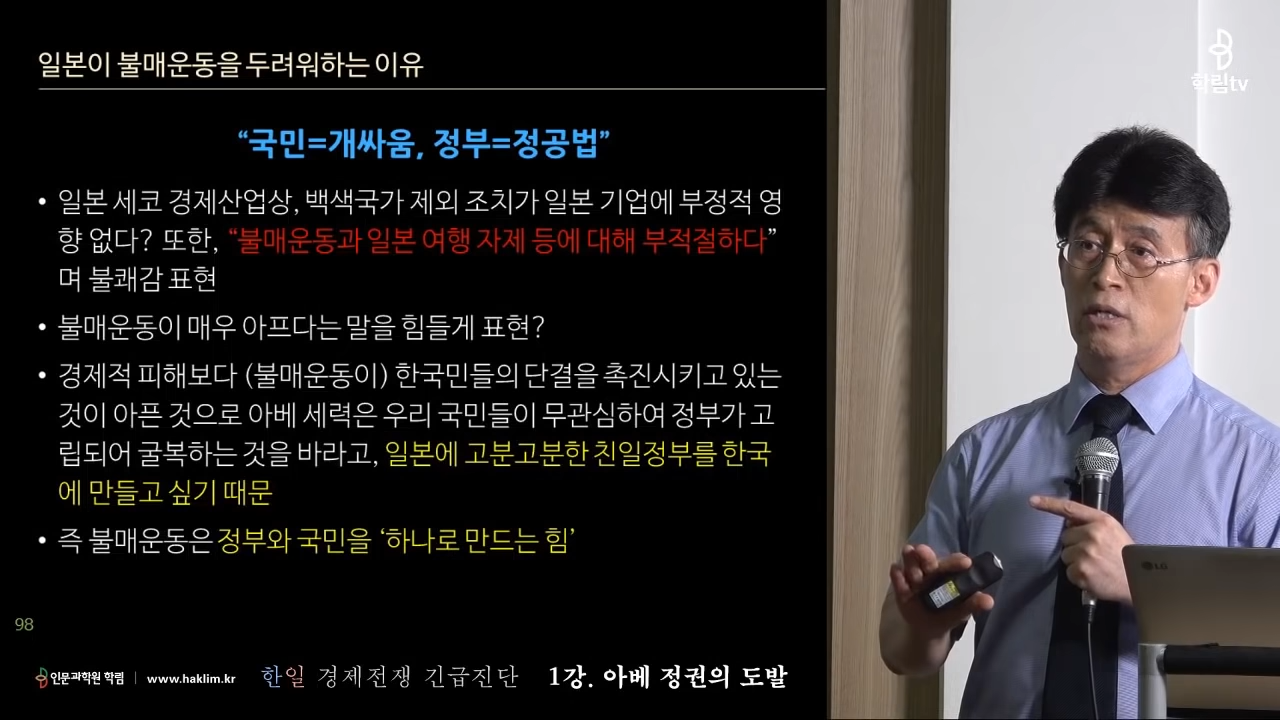 일본이 불매운동을 두려워하는 이유
“국민=개싸움, 정부=정공법”
• 일본 세코 경제산업상, 백색국가 제외 조치가 일본 기업에 부정적 영
향 없다? 또한, “불매운동과 일본 여행 자제 등에 대해 부적절하다”
며 불쾌감 표현
• 불매운동이 매우 아프다는 말을 힘들게 표현?
• 경제적 피해보다 (불매운동이) 한국민들의 단결을 촉진시키고 있는
것이 아픈 것으로 아베 세력은 우리 국민들이 무관심하여 정부가 고
립되어 굴복하는 것을 바라고, 일본에 고분고분한 친일정부를 한국
에 만들고 싶기 때문
• 즉 불매운동은 정부와 국민을 ‘하나로 만드는 힘’
98
인문과학원 학림 | www.haklim.kr
한일 경제전쟁 긴급진단 1강. 아베 정권의 도발
학림tv
LG